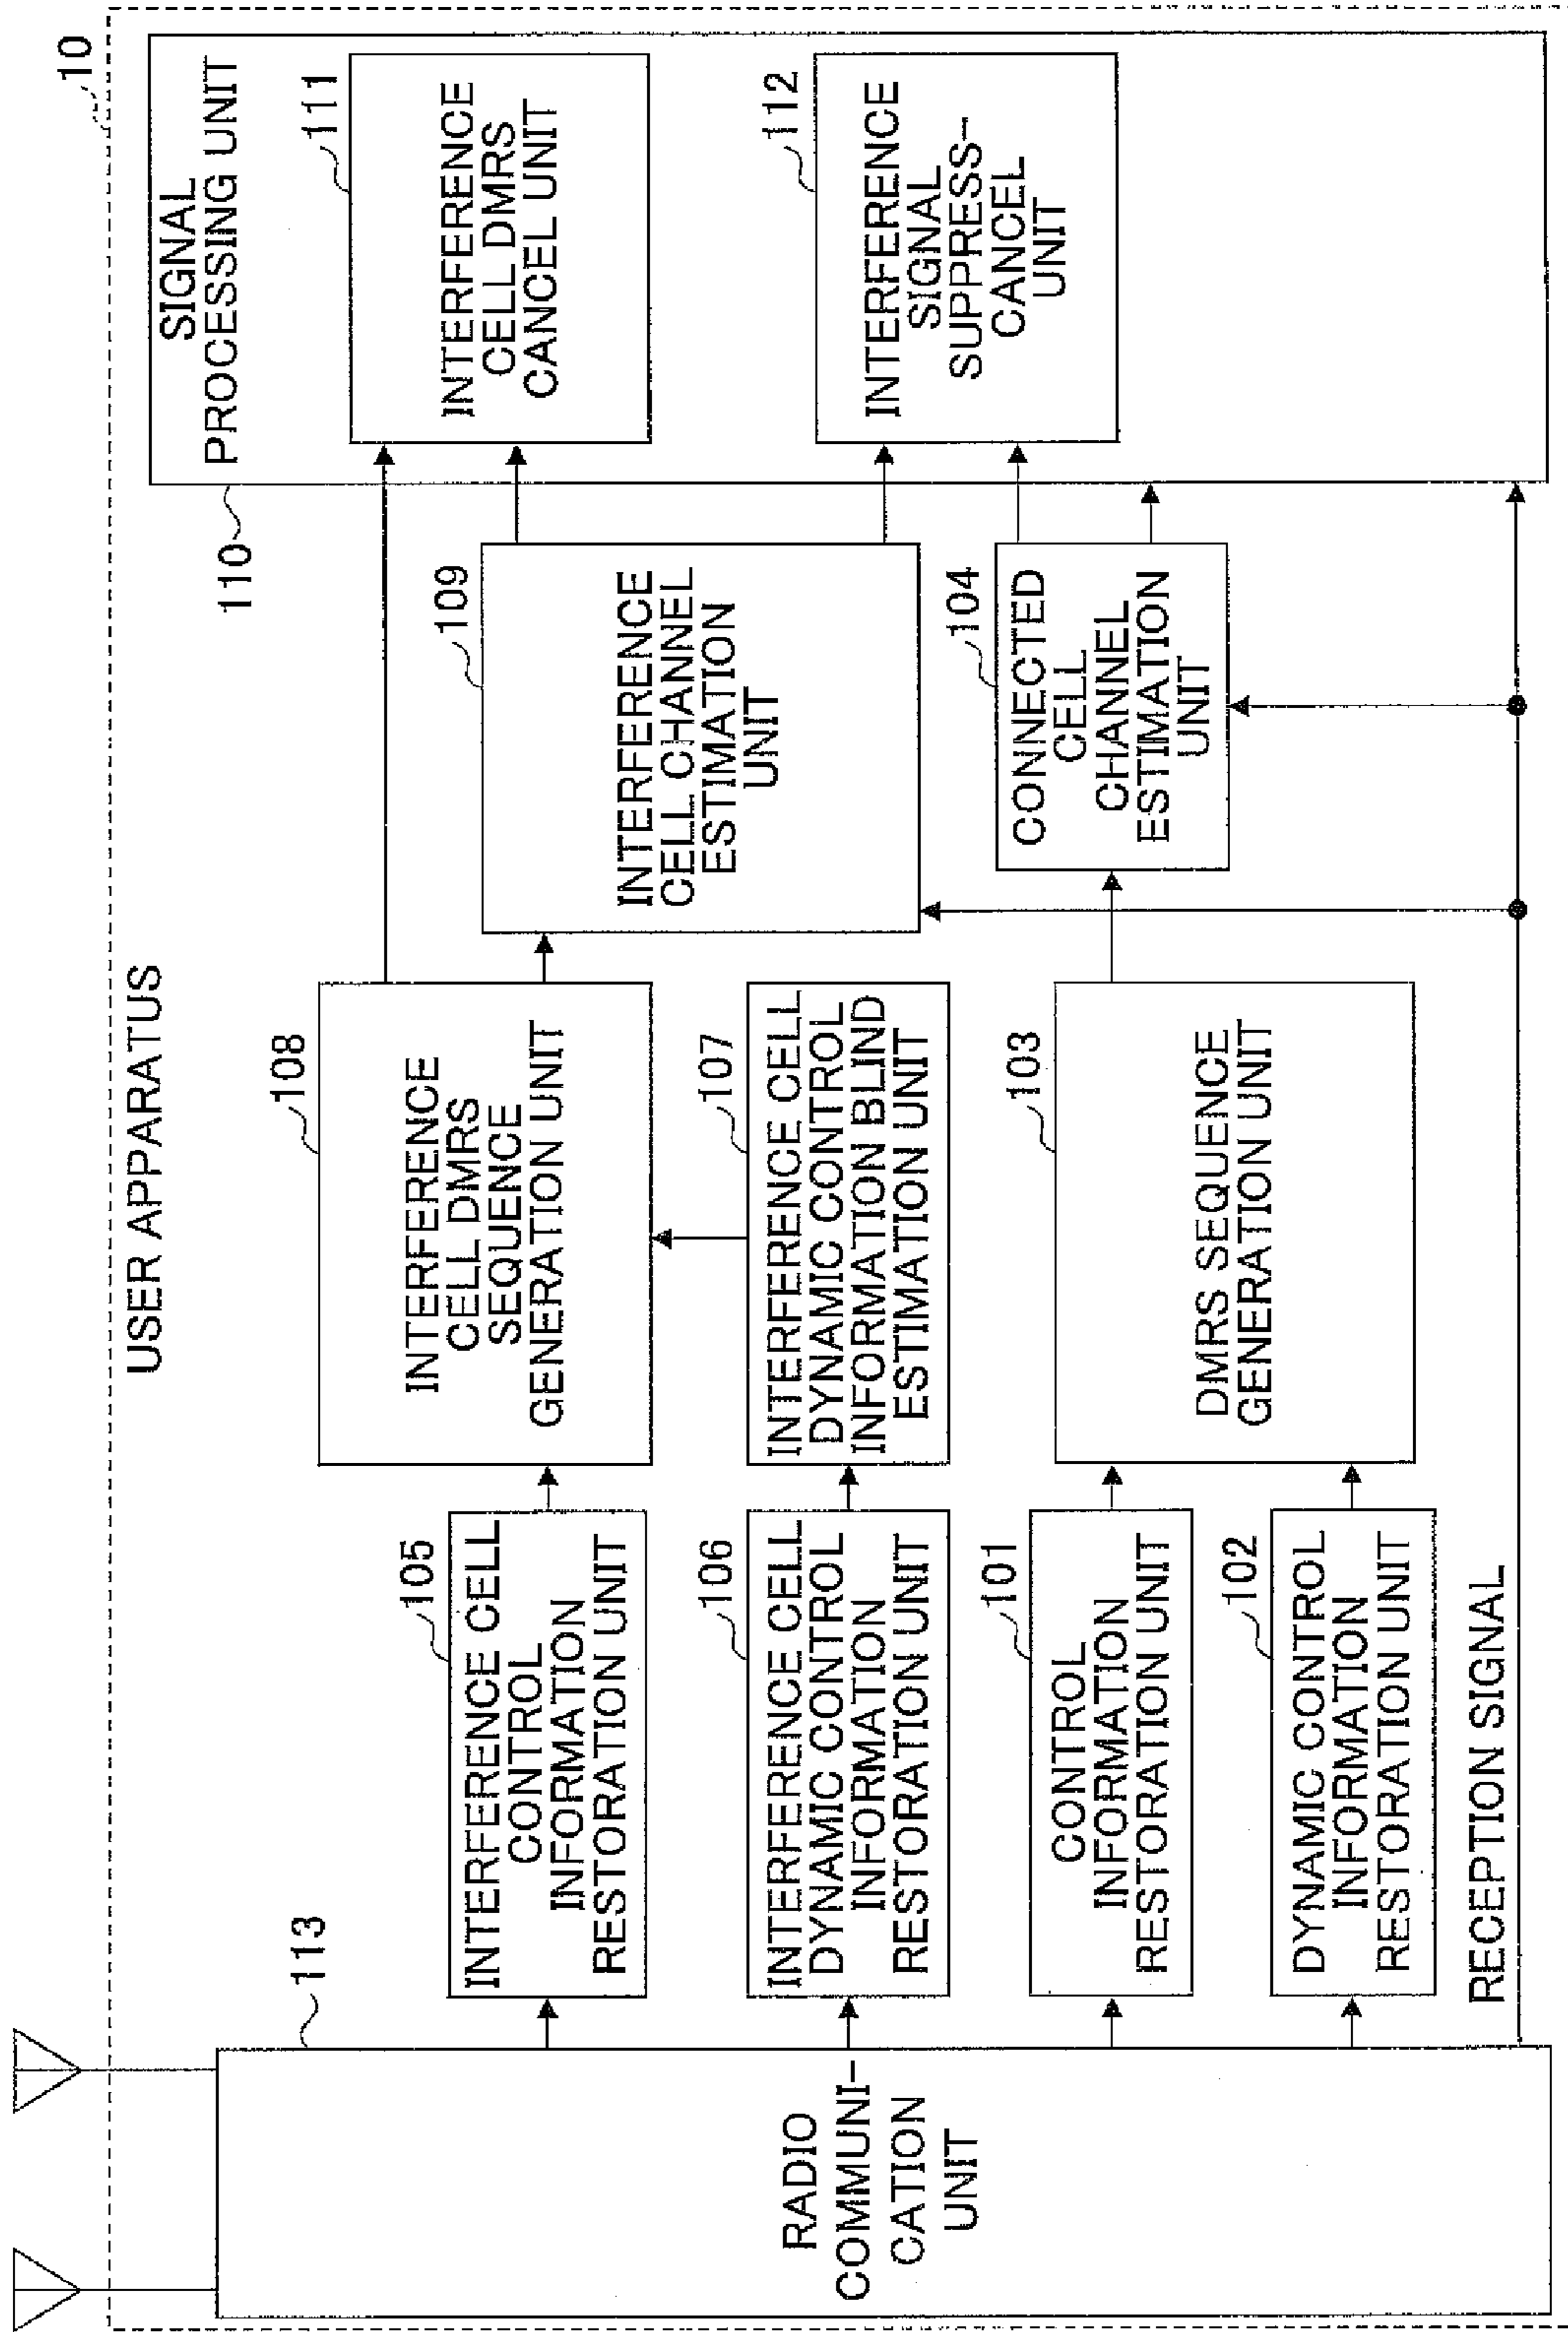 10
USER APPARATUS
113
RADIO
COMMUNI-
CATION
UNIT
105
INTERFERENCE CELL
CONTROL
INFORMATION
RESTORATION UNIT
106
INTERFERENCE CELL
DYNAMIC CONTROL
INFORMATION
RESTORATION UNIT
101
CONTROL
INFORMATION
RESTORATION UNIT
102
DYNAMIC CONTROL
INFORMATION
RESTORATION UNIT
RECEPTION SIGNAL
108
INTERFERENCE
CELL DMRS
SEQUENCE
GENERATION UNIT
107
INTERFERENCE CELL
DYNAMIC CONTROL
INFORMATION BLIND
ESTIMATION UNIT
103
DMRS SEQUENCE
GENERATION UNIT
109
INTERFERENCE
CELL CHANNEL
ESTIMATION
UNIT
104
CONNECTED
CELL
CHANNEL
ESTIMATION
UNIT
110
SIGNAL
PROCESSING UNIT
111
INTERFERENCE
CELL DMRS
CANCEL UNIT
112
INTERFERENCE
SIGNAL
SUPPRESS-
CANCEL
UNIT